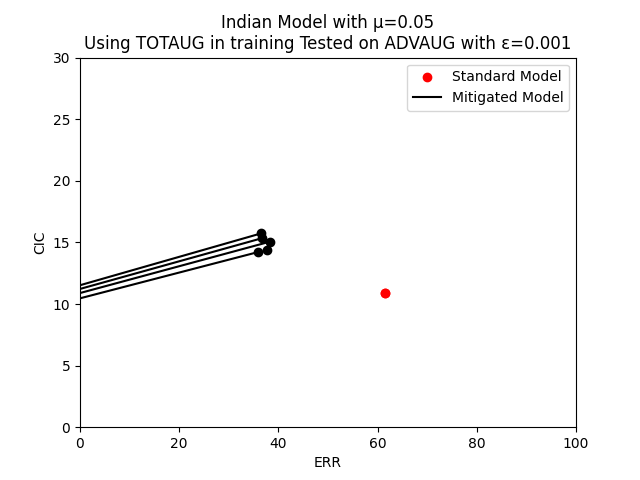 Indian Model with μ=0.05
Using TOTAUG in training Tested on ADVAUG with ε=0.001
30
25
20
15
10
5
0
CIC
Standard Model
Mitigated Model
0 20 40 60 80 100
ERR